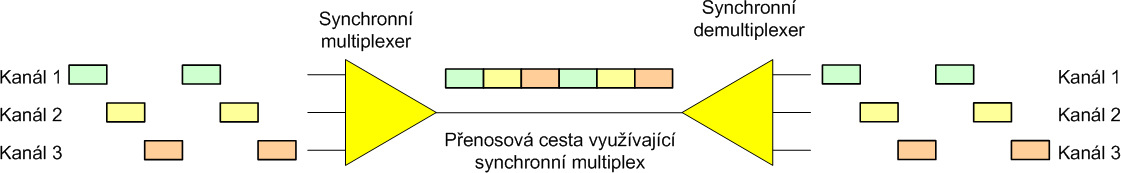 Synchronní
multiplexer
Synchronní
demultiplexer
Kanál 1
Kanál 2
Kanál 3
Přenosová cesta využívající
synchronní multiplex
Kanál 1
Kanál 2
Kanál 3